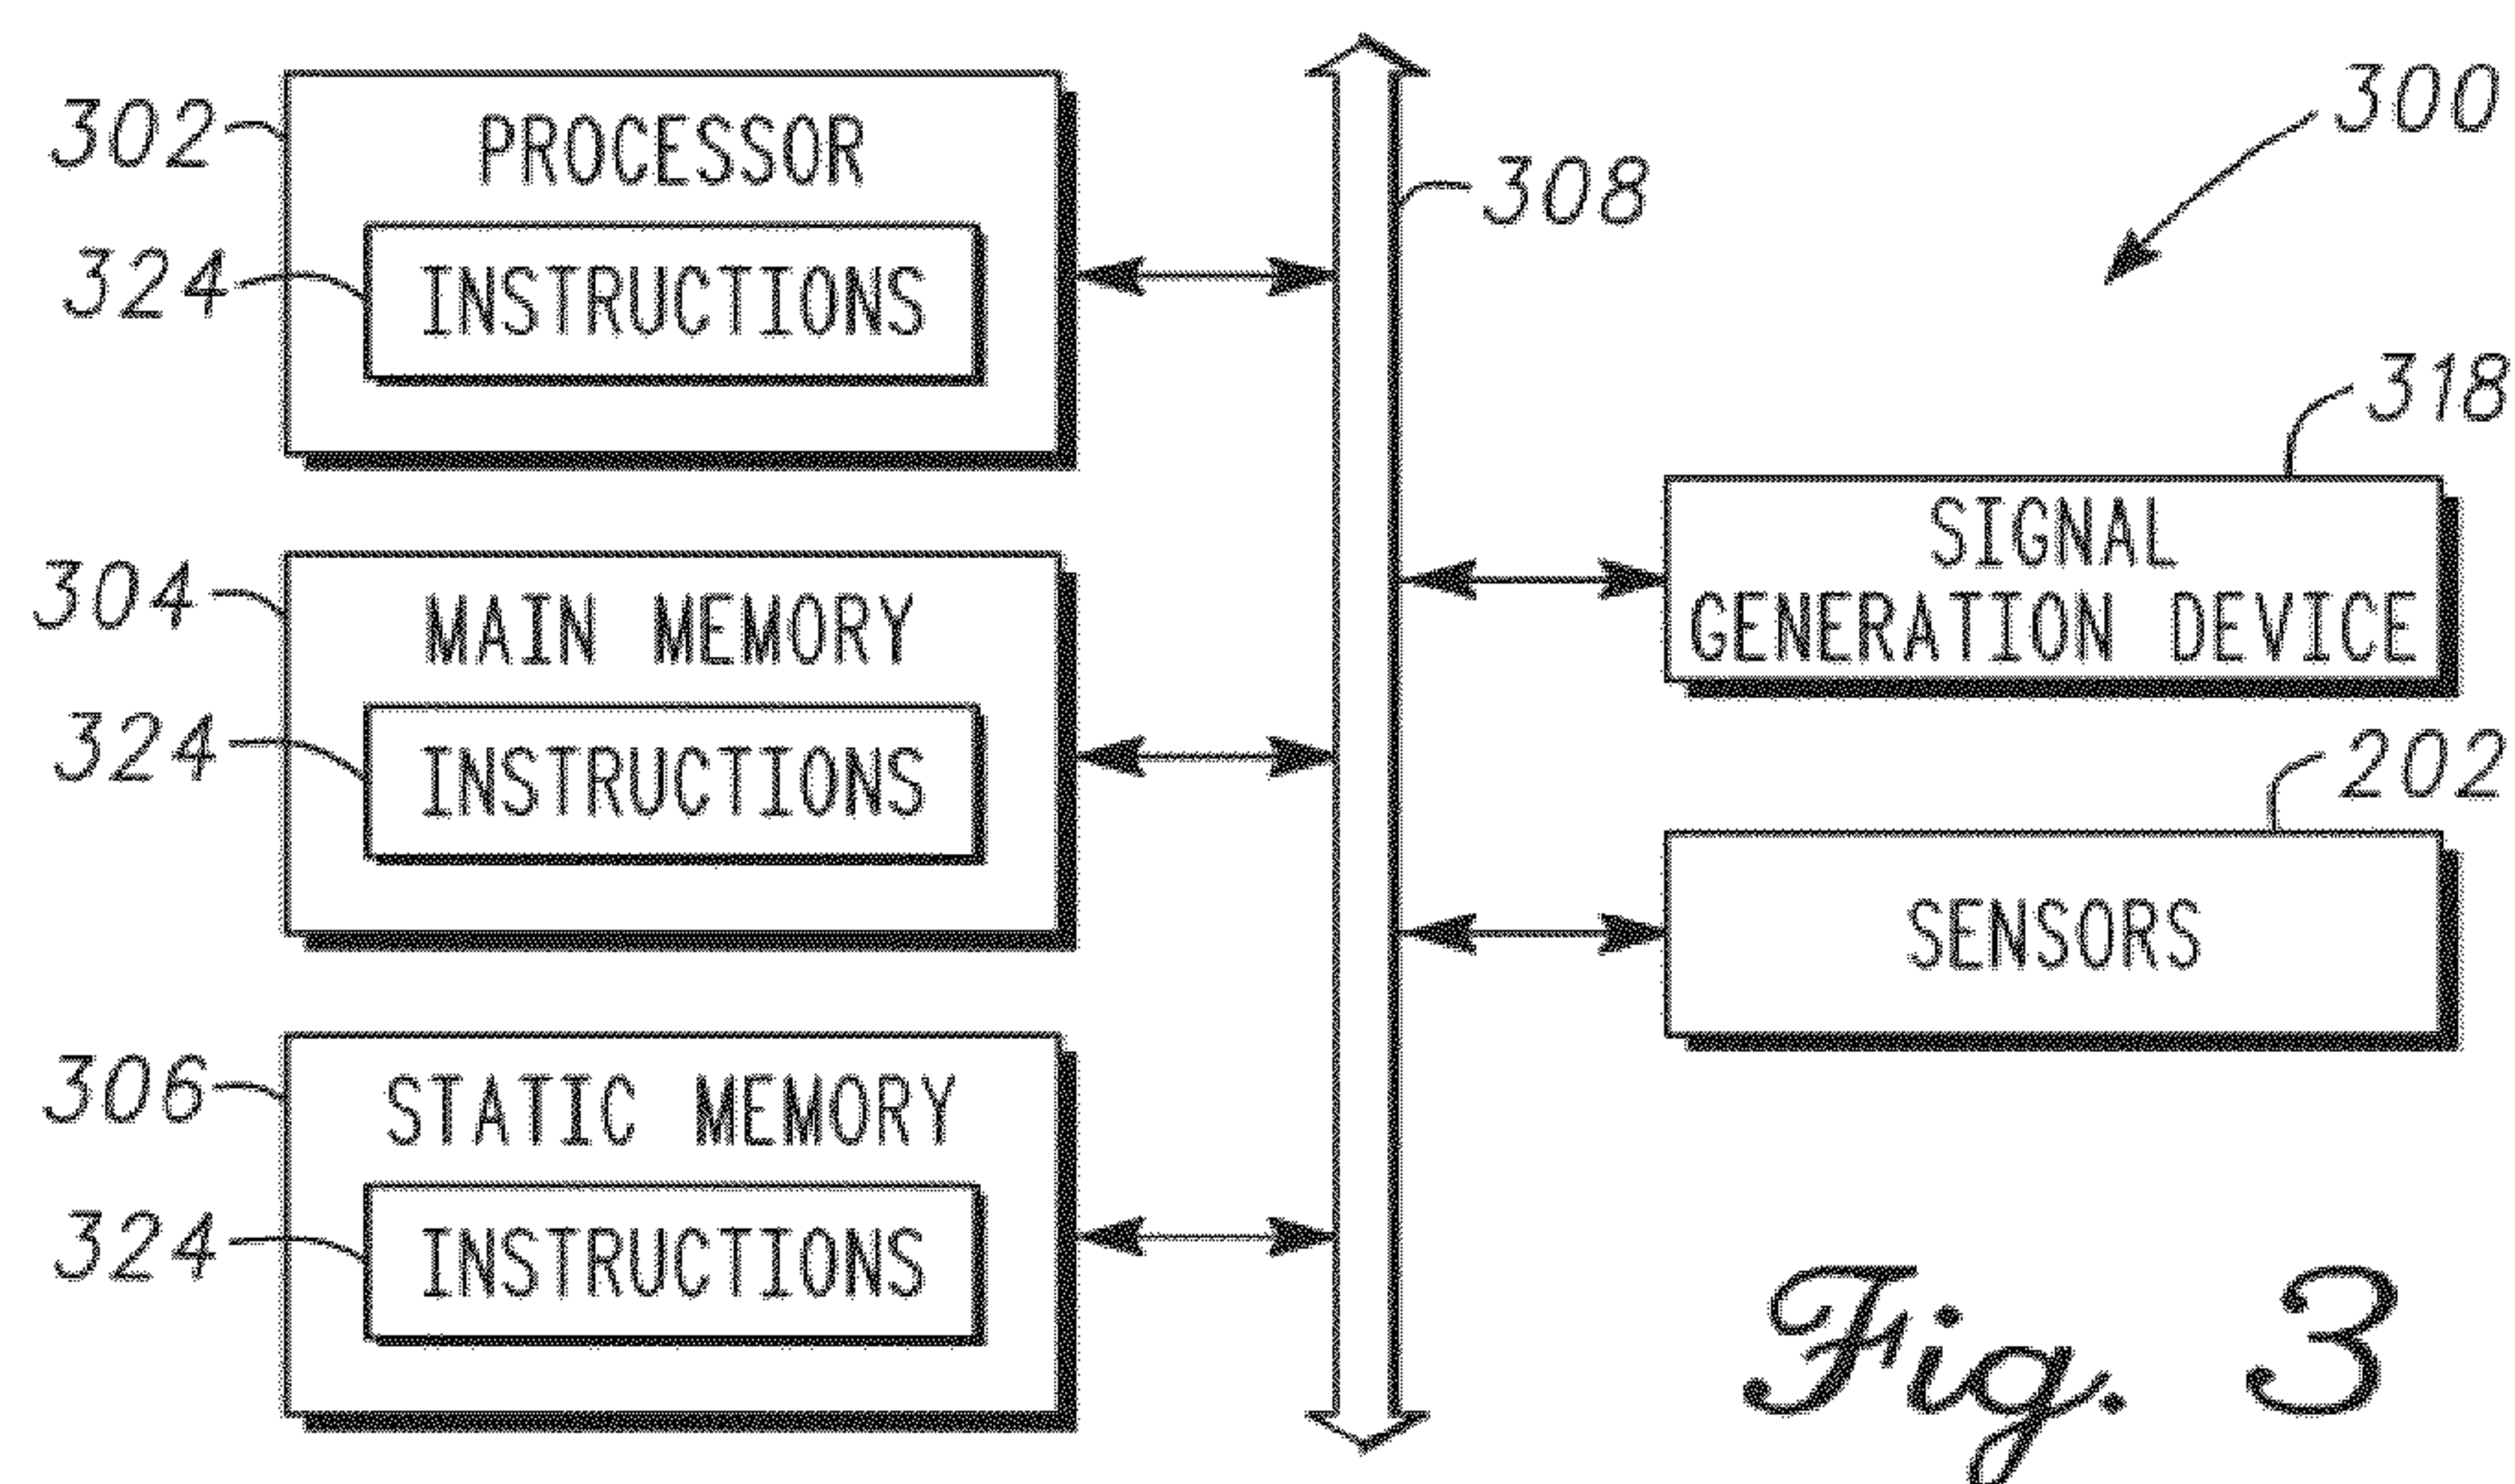 302
PROCESSOR
324
INSTRUCTIONS
304
MAIN MEMORY
324
INSTRUCTIONS
306
STATIC MEMORY
324
INSTRUCTIONS
308
300
318
SIGNAL
GENERATION DEVICE
202
SENSORS
Fig. 3